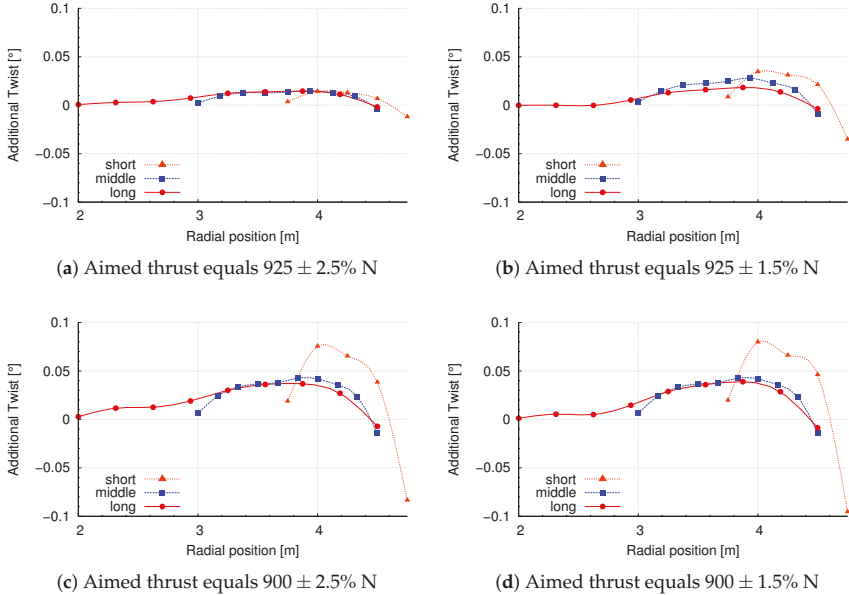 0.1
0.05
0
−0.05
−0.1
Additional Twist [°]
short
middle
long
2
3
4
Radial position [m]
(a) Aimed thrust equals 925 ± 2.5% N
0.1
0.05
0
−0.05
−0.1
Additional Twist [°]
short
middle
long
2
3
4
Radial position [m]
(b) Aimed thrust equals 925 ± 1.5% N
0.1
0.05
0
−0.05
−0.1
Additional Twist [°]
short
middle
long
2
3
4
Radial position [m]
(c) Aimed thrust equals 900 ± 2.5% N
0.1
0.05
0
−0.05
−0.1
Additional Twist [°]
short
middle
long
2
3
4
Radial position [m]
(d) Aimed thrust equals 900 ± 1.5% N